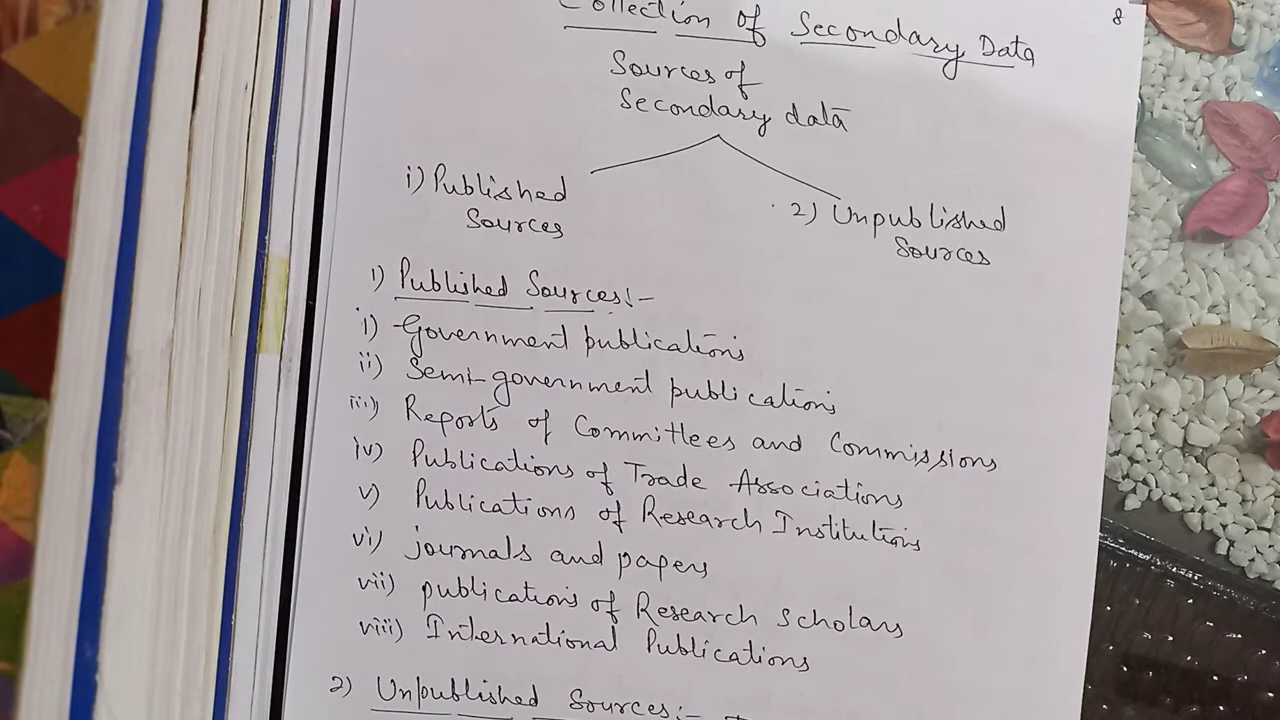 8
Collection of Secondary Data
Sources of
Secondary data
i) Published
Sources
2) Unpublished
Sources
1) Published Sources:-
i) Government publications
ii) Semi-government publications
iii) Reports of Committees and Commissions
iv) Publications of Trade Associations
v) Publications of Research Institutions
vi) journals and papers
vii) publications of Research scholars
viii) International Publications
2) Unpublished Sources:-